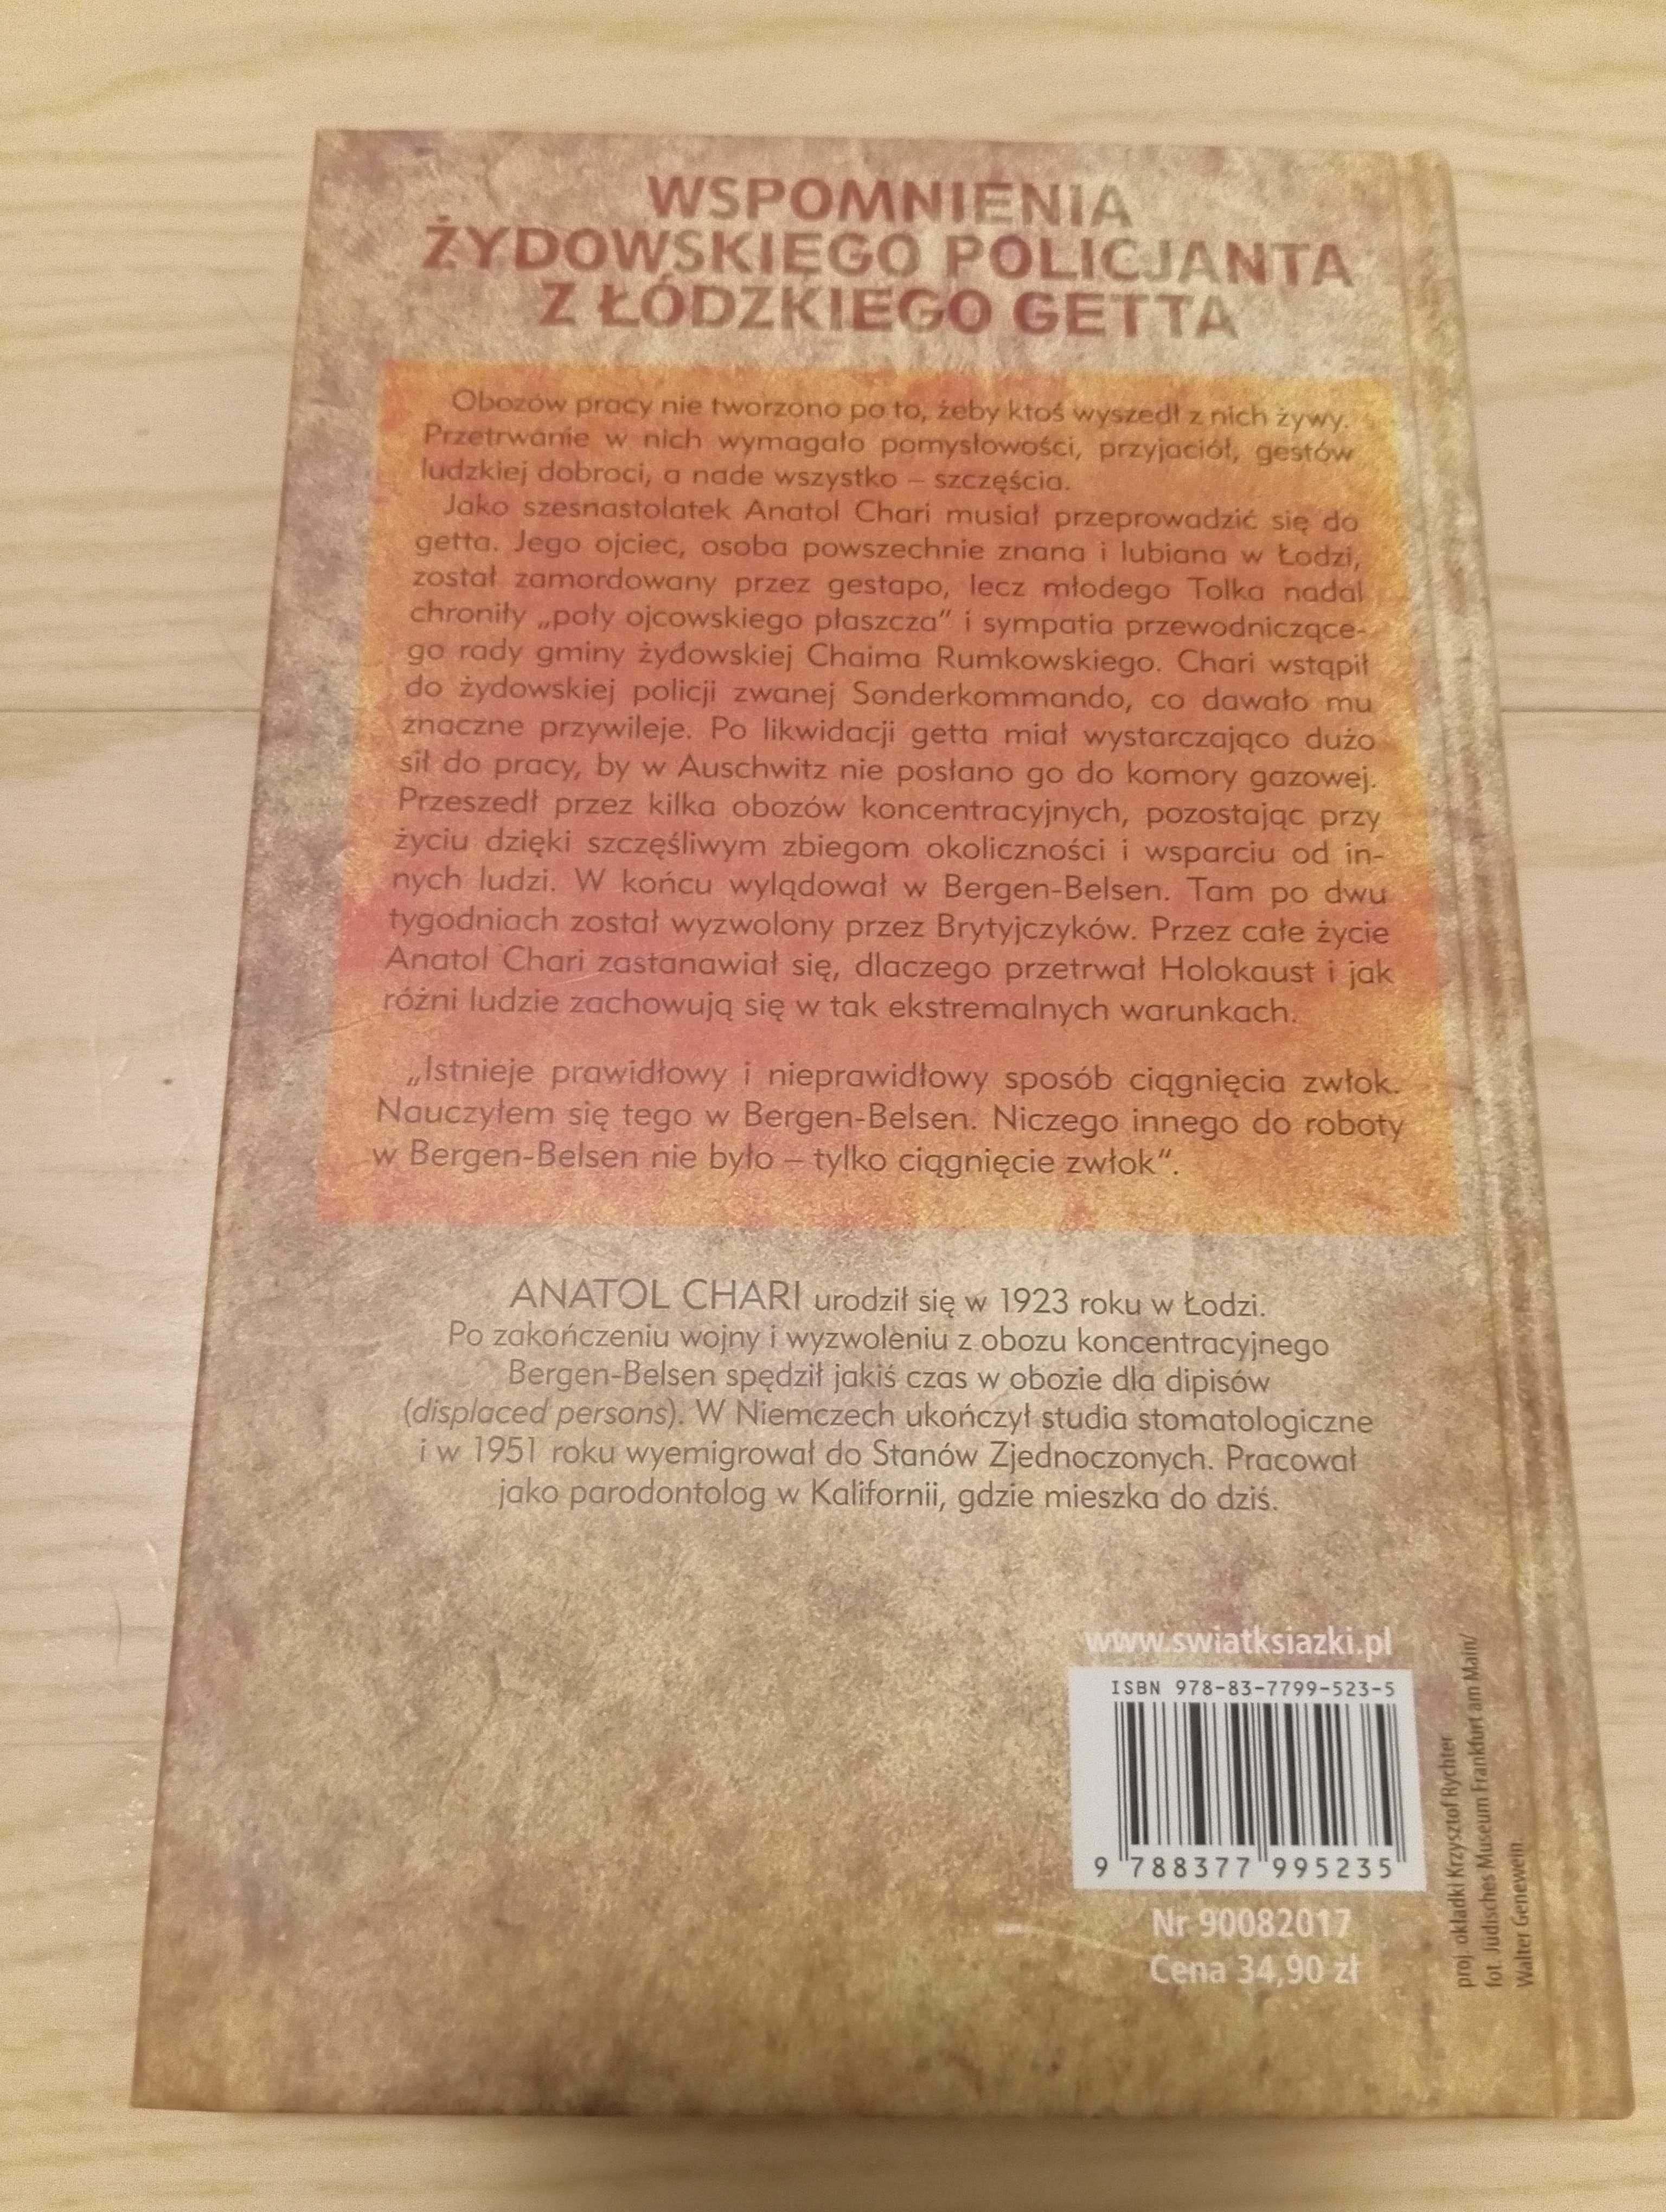 WSPOMNIENIA
ŻYDOWSKIEGO POLICJANTA
Z ŁÓDZKIEGO GETTA
Obozów pracy nie tworzono po to, żeby ktoś wyszedł z nich żywy.
Przetrwanie w nich wymagało pomysłowości, przyjaciół, gestów
ludzkiej dobroci, a nade wszystko – szczęścia.
Jako szesnastolatek Anatol Chari musiał przeprowadzić się do
getta. Jego ojciec, osoba powszechnie znana i lubiana w Łodzi,
został zamordowany przez gestapo, lecz młodego Tolka nadal
chroniły „poły ojcowskiego płaszcza” i sympatia przewodniczące-
go rady gminy żydowskiej Chaima Rumkowskiego. Chari wstąpił
do żydowskiej policji zwanej Sonderkommando, co dawało mu
znaczne przywileje. Po likwidacji getta miał wystarczająco dużo
sił do pracy, by w Auschwitz nie posłano go do komory gazowej.
Przeszedł przez kilka obozów koncentracyjnych, pozostając przy
życiu dzięki szczęśliwym zbiegom okoliczności i wsparciu od in-
nych ludzi. W końcu wylądował w Bergen-Belsen. Tam po dwu
tygodniach został wyzwolony przez Brytyjczyków. Przez całe życie
Anatol Chari zastanawiał się, dlaczego przetrwał Holokaust i jak
różni ludzie zachowują się w tak ekstremalnych warunkach.
„Istnieje prawidłowy i nieprawidłowy sposób ciągnięcia zwłok.
Nauczyłem się tego w Bergen-Belsen. Niczego innego do roboty
w Bergen-Belsen nie było – tylko ciągnięcie zwłok”.
ANATOL CHARI urodził się w 1923 roku w Łodzi.
Po zakończeniu wojny i wyzwoleniu z obozu koncentracyjnego
Bergen-Belsen spędził jakiś czas w obozie dla dipisów
(displaced persons). W Niemczech ukończył studia stomatologiczne
i w 1951 roku wyemigrował do Stanów Zjednoczonych. Pracował
jako parodontolog w Kalifornii, gdzie mieszka do dziś.
www.swiatksiazki.pl
ISBN 978-83-7799-523-5
9 788377 995235
Nr 90082017
Cena 34,90 zł
proj. okładki Krzysztof Rychter
fot. Jüdisches Museum Frankfurt am Main/
Walter Genewein